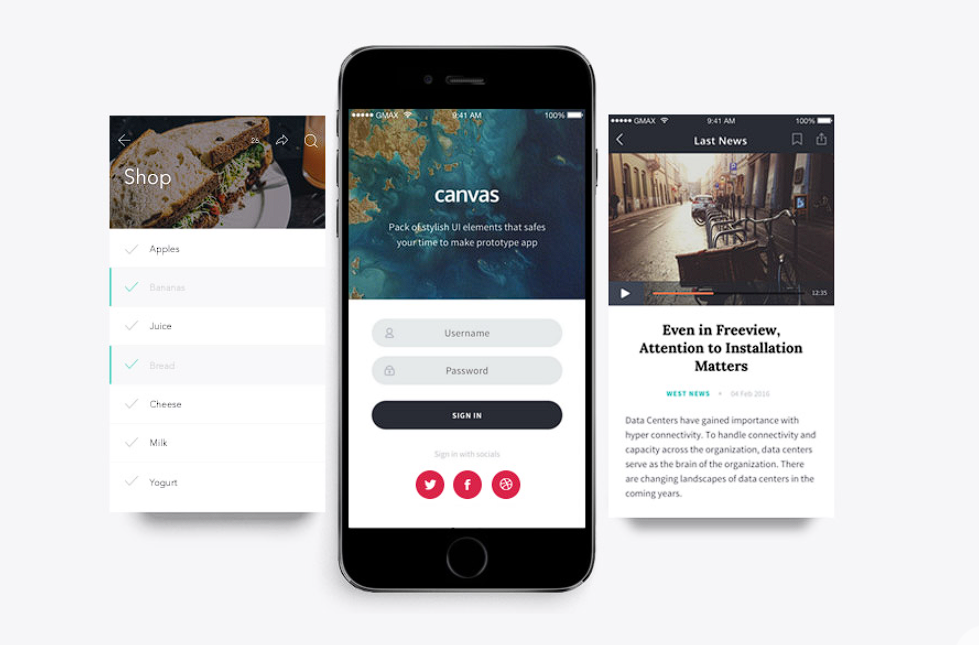 26
Shop
Apples
Bananas
Juice
Bread
Cheese
Milk
Yogurt
GMAX 9:41 AM 100%
canvas
Pack of stylish UI elements that safes
your time to make prototype app
Username
Password
SIGN IN
Sign in with socials
GMAX 9:41 AM 100%
Last News
12:35
Even in Freeview,
Attention to Installation
Matters
WEST NEWS • 04 Feb 2016
Data Centers have gained importance with
hyper connectivity. To handle connectivity and
capacity across the organization, data centers
serve as the brain of the organization. There
are changing landscapes of data centers in the
coming years.